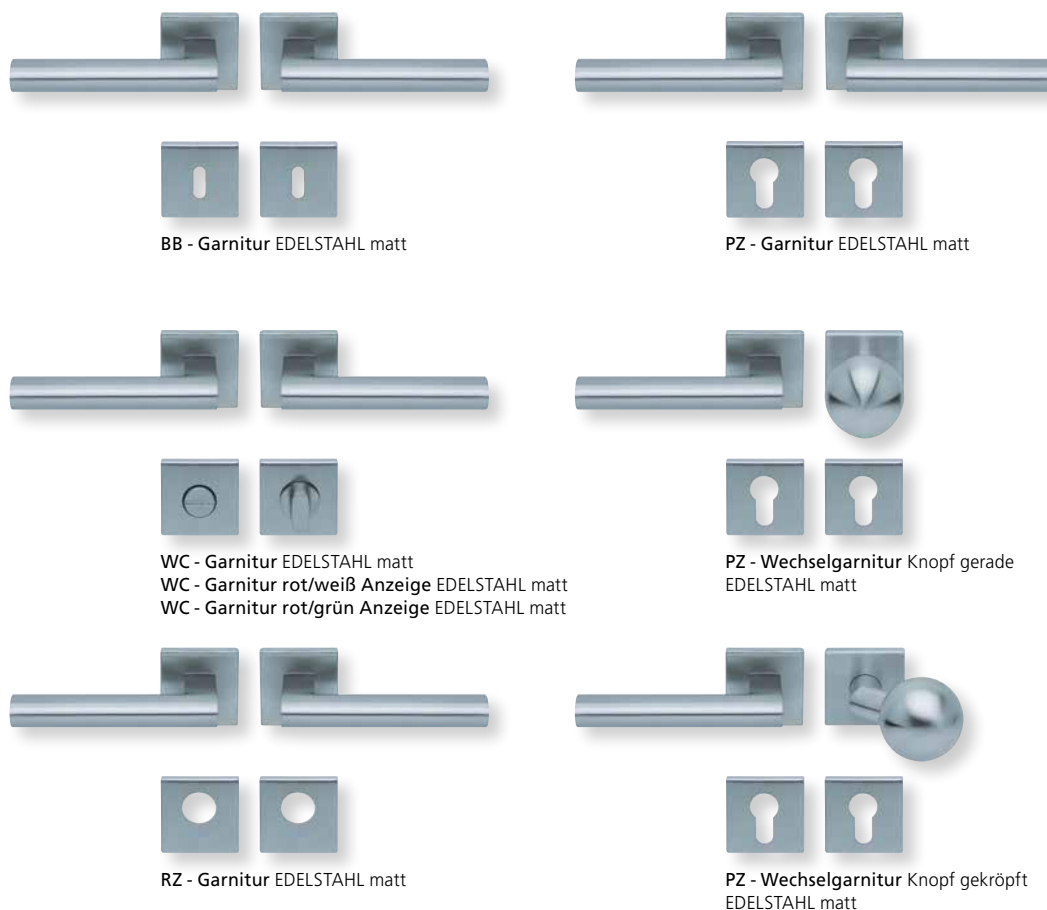 BB - Garnitur EDELSTAHL matt
PZ - Garnitur EDELSTAHL matt
WC - Garnitur EDELSTAHL matt
WC - Garnitur rot/weiß Anzeige EDELSTAHL matt
WC - Garnitur rot/grün Anzeige EDELSTAHL matt
PZ - Wechselgarnitur Knopf gerade
EDELSTAHL matt
RZ - Garnitur EDELSTAHL matt
PZ - Wechselgarnitur Knopf gekröpft
EDELSTAHL matt